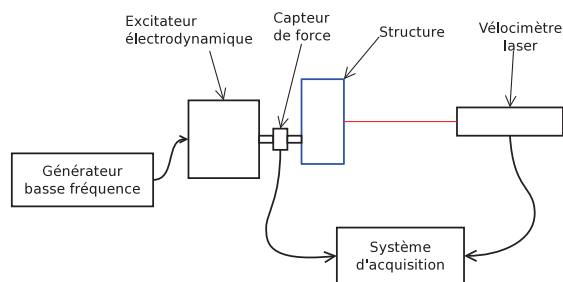 Excitateur
électrodynamique
Capteur
de force
Structure
Vélocimètre
laser
Générateur
basse fréquence
Système
d'acquisition